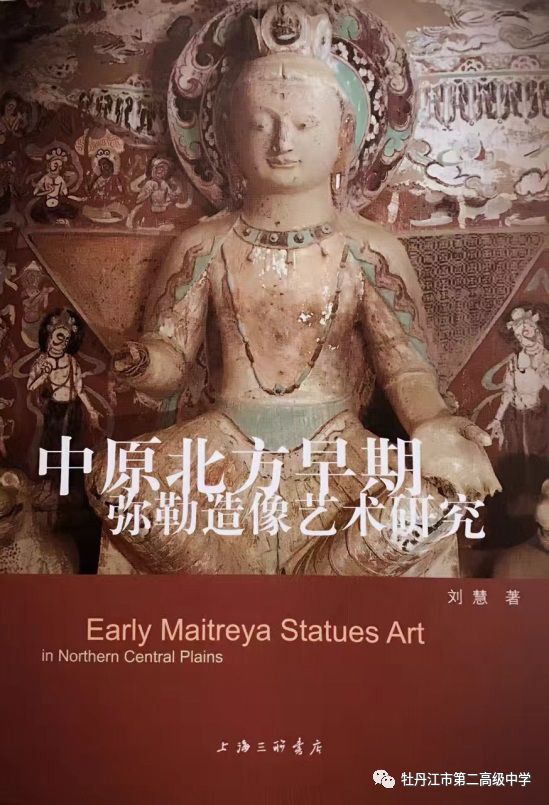 中原北方早期
弥勒造像艺术研究
刘慧 著
Early Maitreya Statues Art
in Northern Central Plains
上海三联书店
牡丹江市第二高级中学